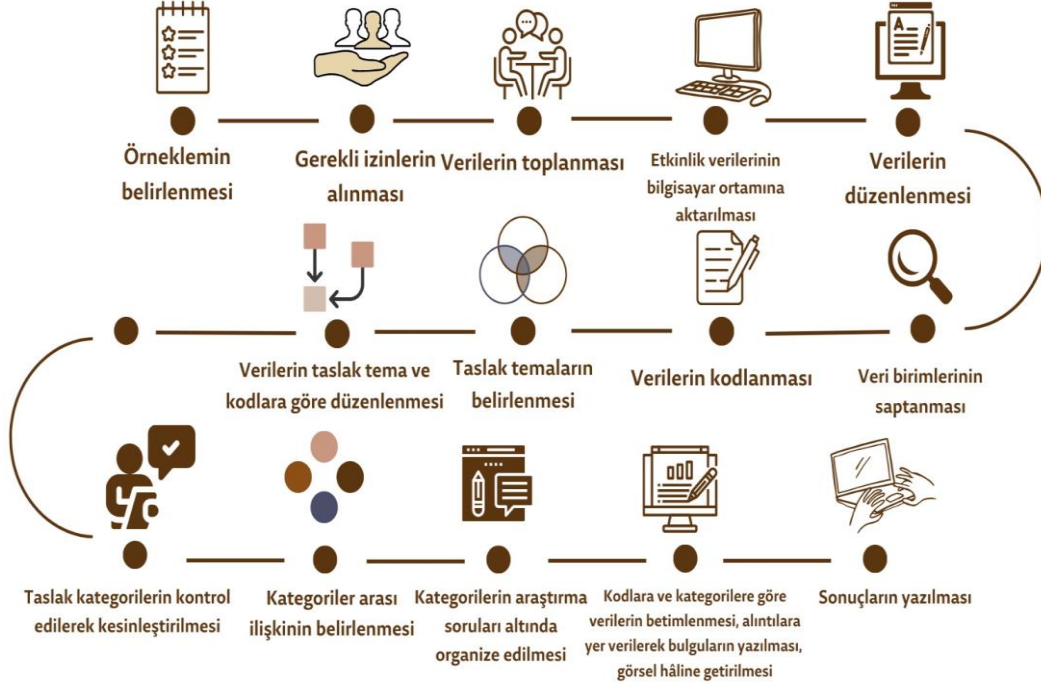 Örneklemin
belirlenmesi
Gerekli izinlerin
alınması
Verilerin toplanması
Etkinlik verilerinin
bilgisayar ortamına
aktarılması
Verilerin
düzenlenmesi
Veri birimlerinin
saptanması
Verilerin kodlanması
Taslak temaların
belirlenmesi
Verilerin taslak tema ve
kodlara göre düzenlenmesi
Taslak kategorilerin kontrol
edilerek kesinleştirilmesi
Kategoriler arası
ilişkinin belirlenmesi
Kategorilerin araştırma
soruları altında
organize edilmesi
Kodlara ve kategorilere göre
verilerin betimlenmesi, alıntılara
yer verilerek bulguların yazılması,
görsel hâline getirilmesi
Sonuçların yazılması